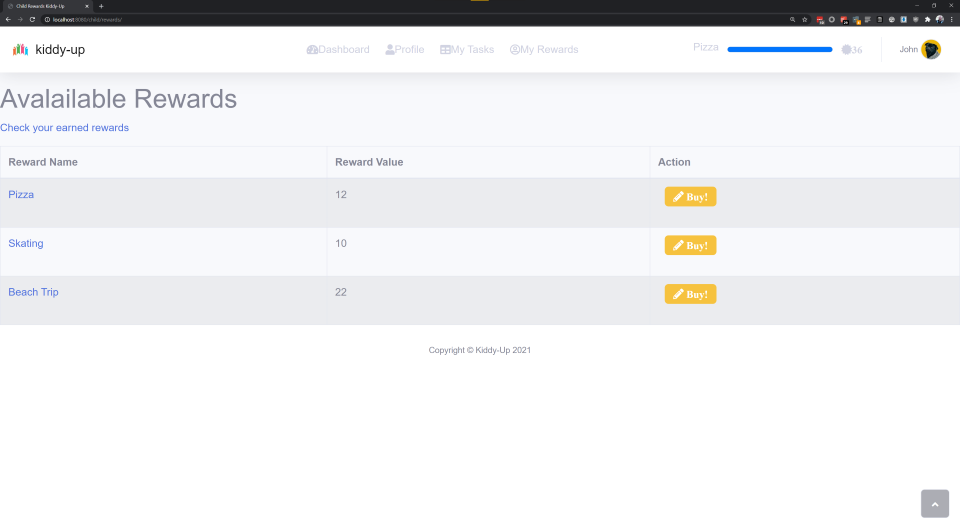 Child Rewards Kiddy-Up
localhost:8080/child/rewards/
kiddy-up
Dashboard
Profile
My Tasks
My Rewards
Pizza
36
John
Avalailable Rewards
Check your earned rewards
Reward Name Reward Value Action
Pizza 12 Buy!
Skating 10 Buy!
Beach Trip 22 Buy!
Copyright © Kiddy-Up 2021